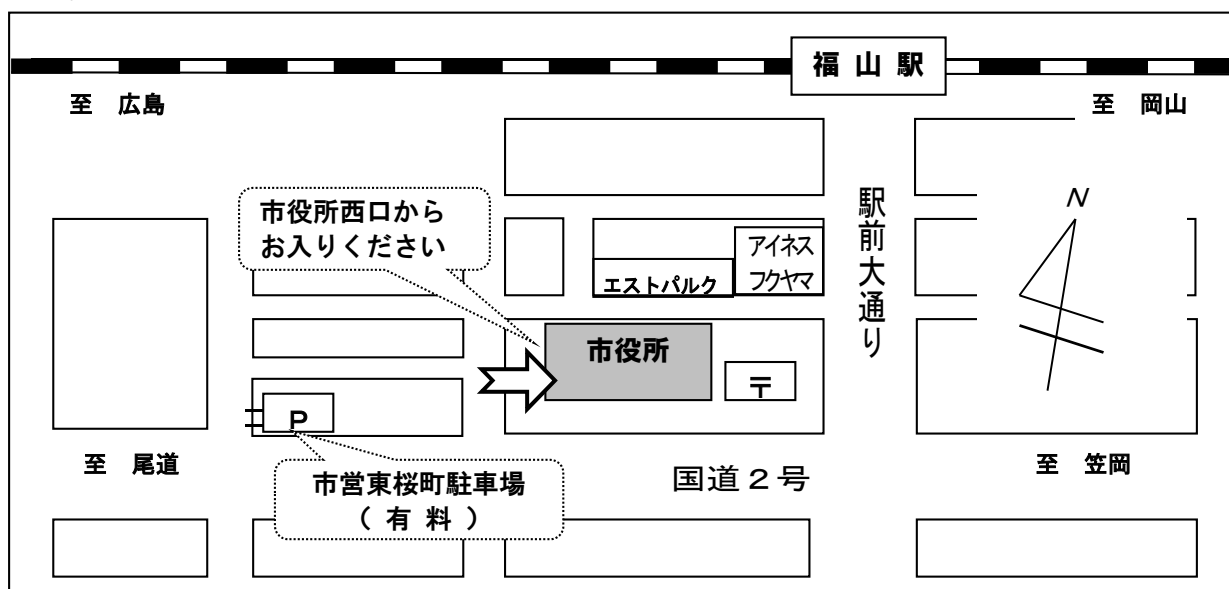 福山駅
至 広島
至 岡山
市役所西口から
お入りください
駅前大通り
N
アイネス
フクヤマ
エストパルク
市役所
〒
P
至 尾道
市営東桜町駐車場
(有料)
国道2号
至 笠岡